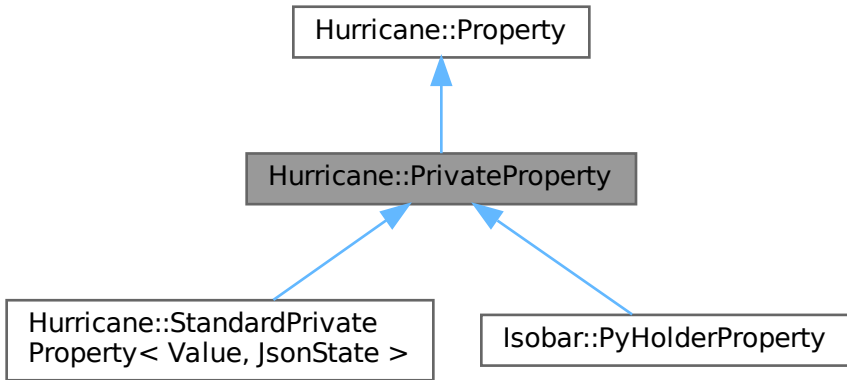 Hurricane::Property
Hurricane::PrivateProperty
Hurricane::StandardPrivate
Property< Value, JsonState >
Isobar::PyHolderProperty